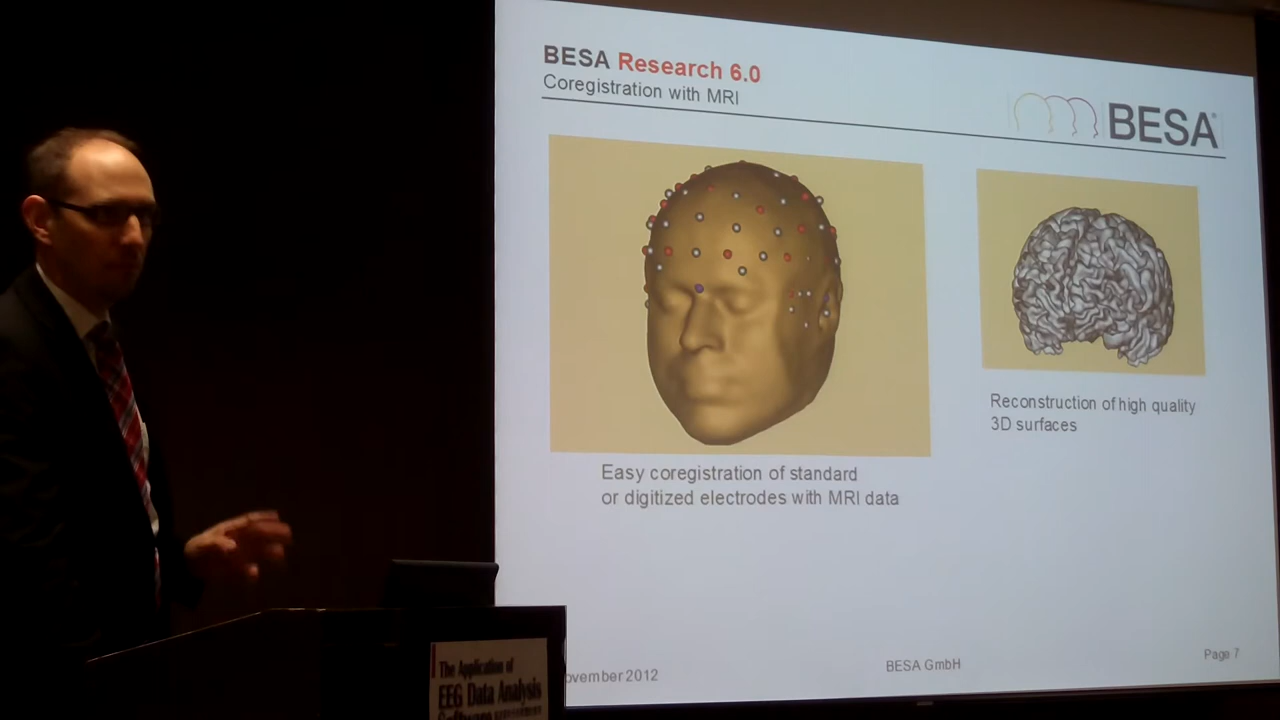 BESA Research 6.0
Coregistration with MRI
BESA
Easy coregistration of standard
or digitized electrodes with MRI data
Reconstruction of high quality
3D surfaces
ovember 2012
BESA GmbH
Page 7
The Application of
EEG Data Analysis
Software